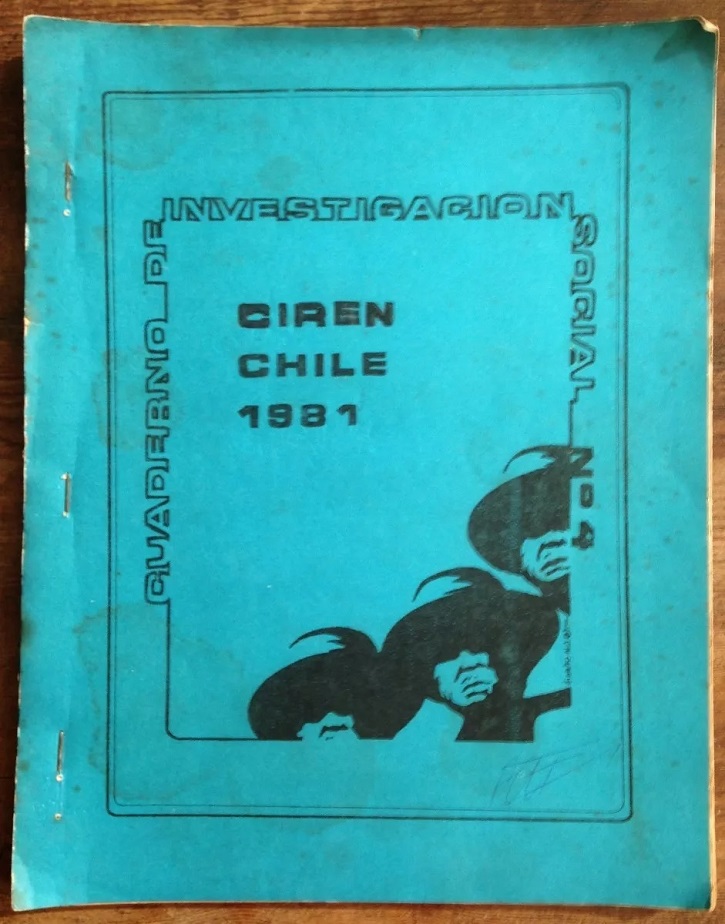 CUADERNO DE
INVESTIGACION
SOCIAL Nº4
CIREN
CHILE
1981